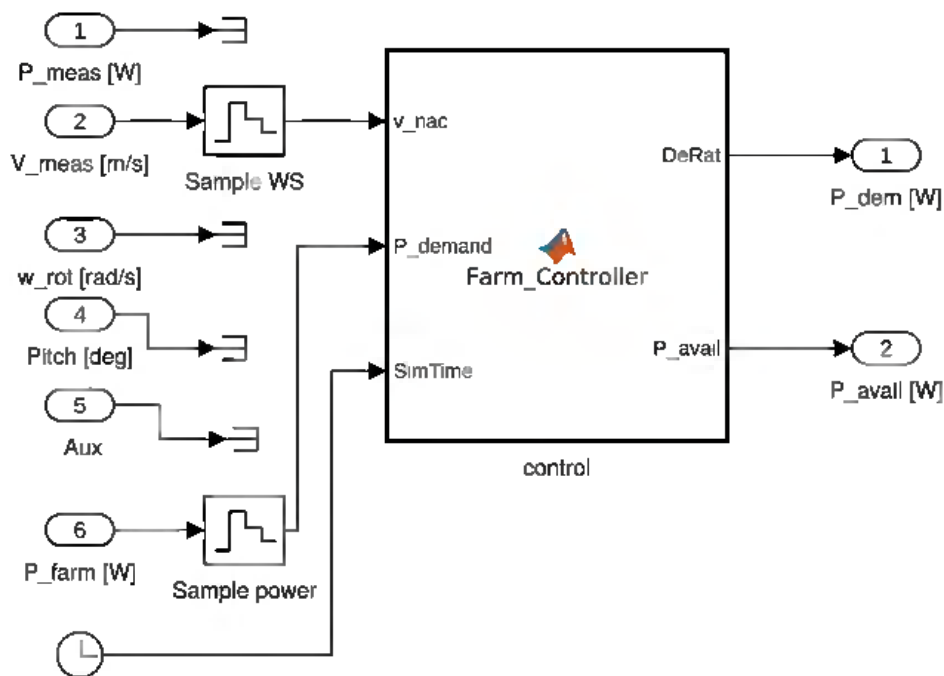 1
P_meas [W]
2
V_meas [m/s]
Sample WS
3
w_rot [rad/s]
4
Pitch [deg]
5
Aux
6
P_farm [W]
Sample power
v_nac
P_demand
SimTime
Farm_Controller
DeRat
P_avail
control
1
P_dem [W]
2
P_avail [W]